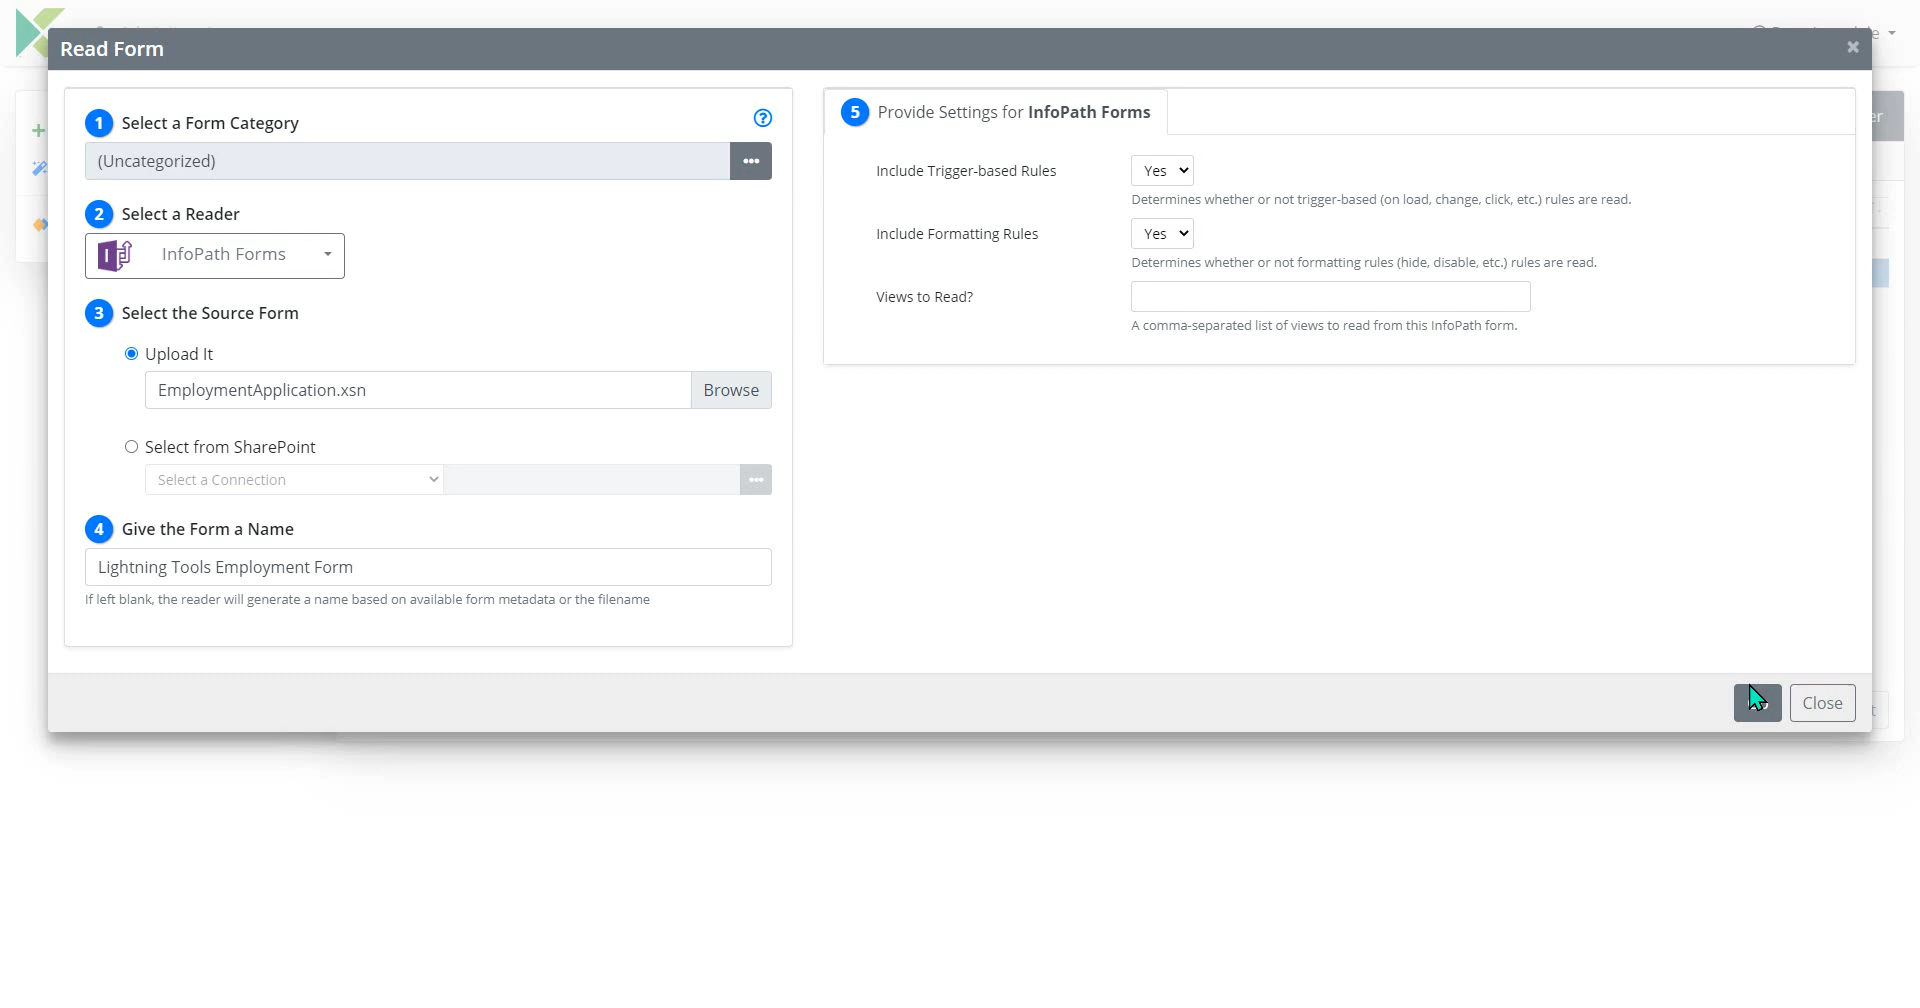 Read Form
1 Select a Form Category
(Uncategorized)
2 Select a Reader
InfoPath Forms
3 Select the Source Form
Upload It
EmploymentApplication.xsn Browse
Select from SharePoint
Select a Connection
4 Give the Form a Name
Lightning Tools Employment Form
If left blank, the reader will generate a name based on available form metadata or the filename
5 Provide Settings for InfoPath Forms
Include Trigger-based Rules Yes
Determines whether or not trigger-based (on load, change, click, etc.) rules are read.
Include Formatting Rules Yes
Determines whether or not formatting rules (hide, disable, etc.) rules are read.
Views to Read?
A comma-separated list of views to read from this InfoPath form.
Close